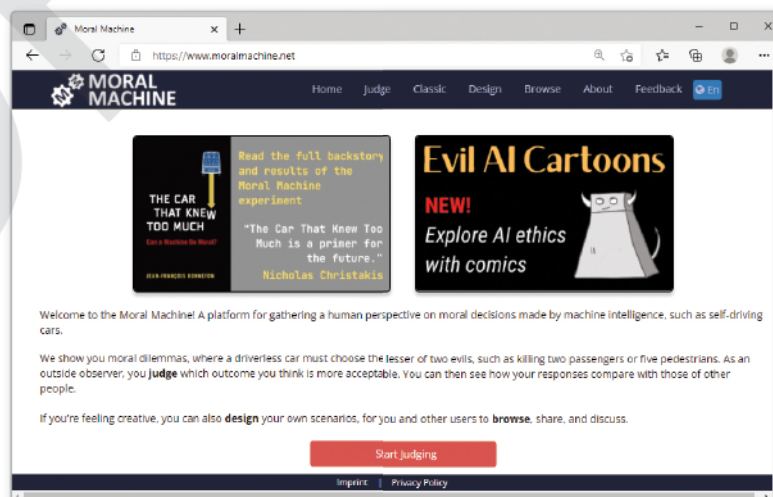 Moral Machine
https://www.moralmachine.net
MORAL
MACHINE
Home Judge Classic Design Browse About Feedback En
THE CAR
THAT KNEW
TOO MUCH
Can a Machine Be Moral?
JEAN-FRANÇOIS BONNEFON
Read the full backstory
and results of the
Moral Machine
experiment
"The Car That Knew Too
Much is a primer for
the future."
Nicholas Christakis
Evil AI Cartoons
NEW!
Explore AI ethics
with comics
Welcome to the Moral Machine! A platform for gathering a human perspective on moral decisions made by machine intelligence, such as self-driving
cars.
We show you moral dilemmas, where a driverless car must choose the lesser of two evils, such as killing two passengers or five pedestrians. As an
outside observer, you judge which outcome you think is more acceptable. You can then see how your responses compare with those of other
people.
If you're feeling creative, you can also design your own scenarios, for you and other users to browse, share, and discuss.
Start Judging
Imprint | Privacy Policy